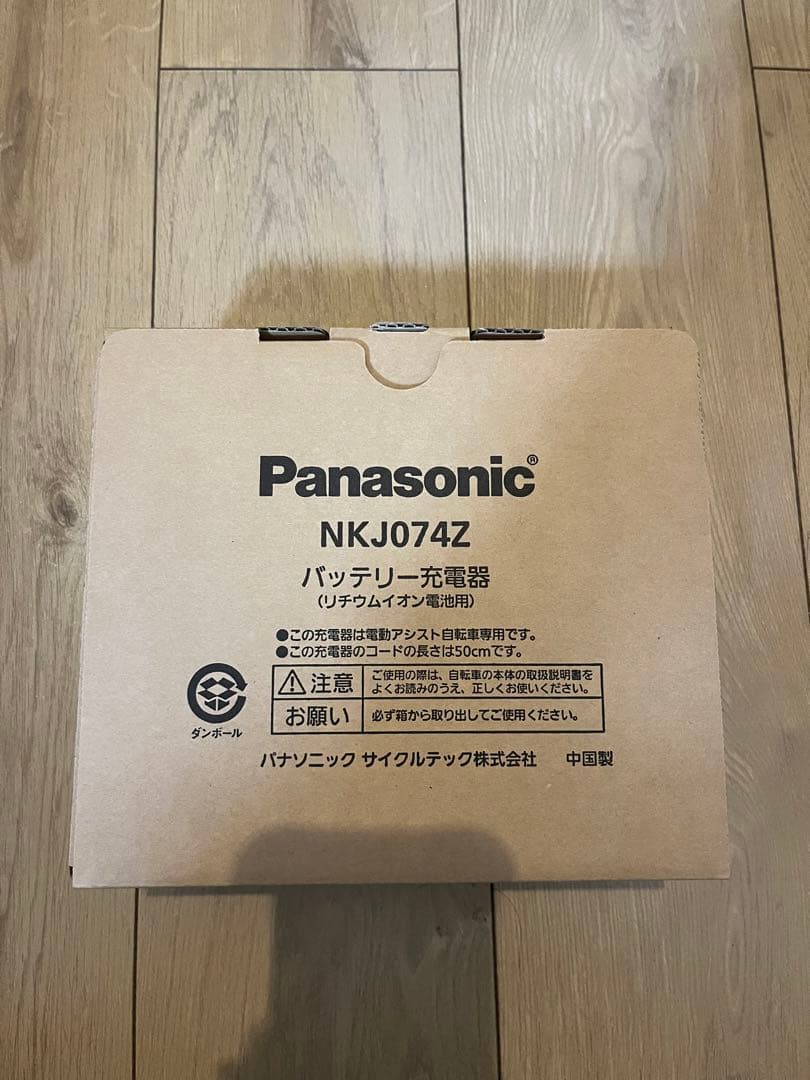 Panasonic®
NKJ074Z
バッテリー充電器
(リチウムイオン電池用)
●この充電器は電動アシスト自転車専用です。
●この充電器のコードの長さは50cmです。
注意 ご使用の際は、自転車の本体の取扱説明書を
よくお読みのうえ、正しくお使いください。
お願い 必ず箱から取り出してご使用ください。
ダンボール
パナソニック サイクルテック株式会社 中国製